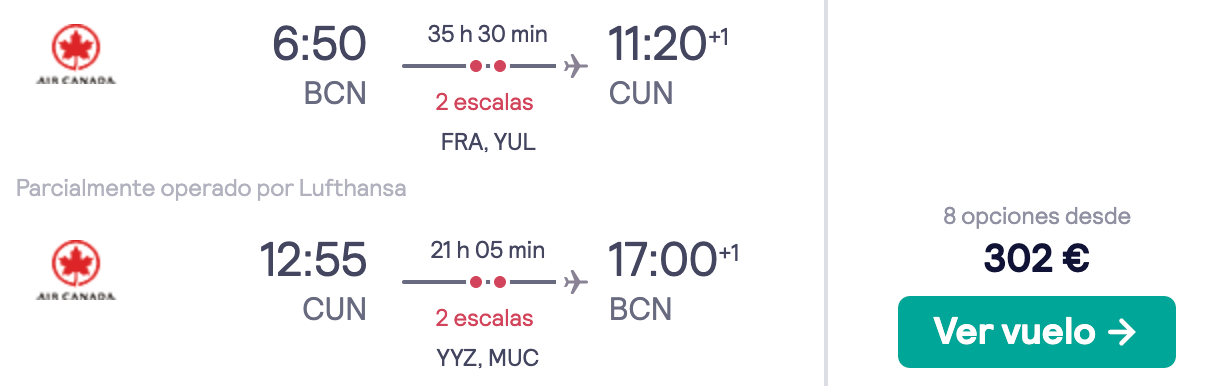 35 h 30 min
6:50
11:20+1
AIR CANADA
BCN
2 escalas
CUN
FRA, YUL
Parcialmente operado por Lufthansa
8 opciones desde
302 €
Ver vuelo →
21 h 05 min
12:55
17:00+1
AIR CANADA
CUN
2 escalas
BCN
YYZ, MUC